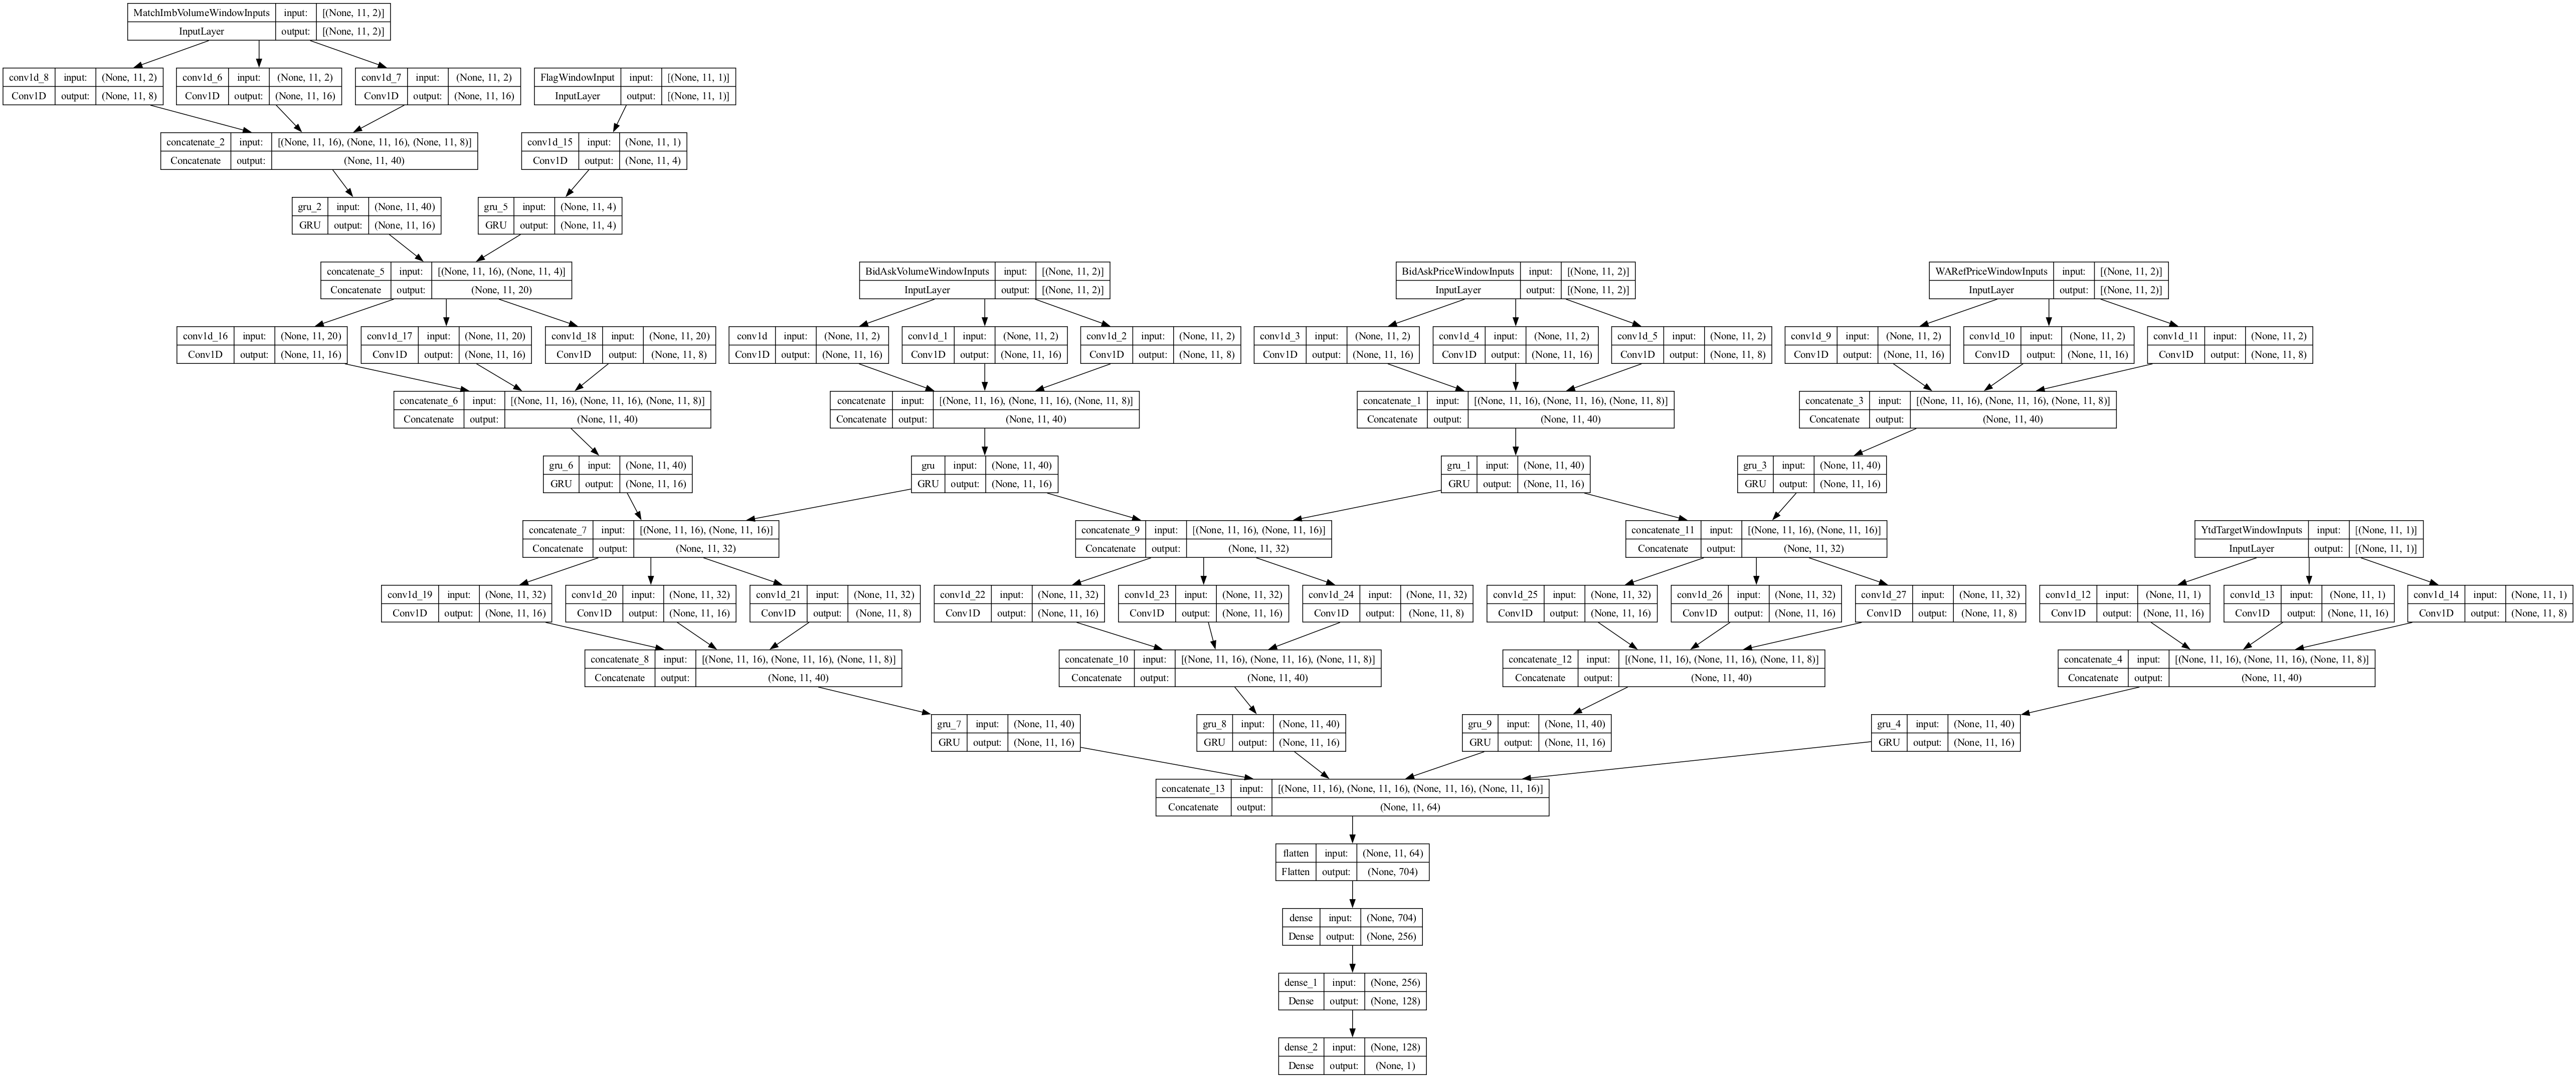 MatchImbVolumeWindowInputs input: [(None, 11, 2)]
InputLayer output: [(None, 11, 2)]
conv1d_8 input: (None, 11, 2)
Conv1D output: (None, 11, 8)
conv1d_6 input: (None, 11, 2)
Conv1D output: (None, 11, 16)
conv1d_7 input: (None, 11, 2)
Conv1D output: (None, 11, 16)
FlagWindowInput input: [(None, 11, 1)]
InputLayer output: [(None, 11, 1)]
concatenate_2 input: [(None, 11, 16), (None, 11, 16), (None, 11, 8)]
Concatenate output: (None, 11, 40)
conv1d_15 input: (None, 11, 1)
Conv1D output: (None, 11, 4)
gru_2 input: (None, 11, 40)
GRU output: (None, 11, 16)
gru_5 input: (None, 11, 4)
GRU output: (None, 11, 4)
concatenate_5 input: [(None, 11, 16), (None, 11, 4)]
Concatenate output: (None, 11, 20)
BidAskVolumeWindowInputs input: [(None, 11, 2)]
InputLayer output: [(None, 11, 2)]
BidAskPriceWindowInputs input: [(None, 11, 2)]
InputLayer output: [(None, 11, 2)]
WARefPriceWindowInputs input: [(None, 11, 2)]
InputLayer output: [(None, 11, 2)]
conv1d_16 input: (None, 11, 20)
Conv1D output: (None, 11, 16)
conv1d_17 input: (None, 11, 20)
Conv1D output: (None, 11, 16)
conv1d_18 input: (None, 11, 20)
Conv1D output: (None, 11, 8)
conv1d input: (None, 11, 2)
Conv1D output: (None, 11, 16)
conv1d_1 input: (None, 11, 2)
Conv1D output: (None, 11, 16)
conv1d_2 input: (None, 11, 2)
Conv1D output: (None, 11, 8)
conv1d_3 input: (None, 11, 2)
Conv1D output: (None, 11, 16)
conv1d_4 input: (None, 11, 2)
Conv1D output: (None, 11, 16)
conv1d_5 input: (None, 11, 2)
Conv1D output: (None, 11, 8)
conv1d_9 input: (None, 11, 2)
Conv1D output: (None, 11, 16)
conv1d_10 input: (None, 11, 2)
Conv1D output: (None, 11, 16)
conv1d_11 input: (None, 11, 2)
Conv1D output: (None, 11, 8)
concatenate_6 input: [(None, 11, 16), (None, 11, 16), (None, 11, 8)]
Concatenate output: (None, 11, 40)
concatenate input: [(None, 11, 16), (None, 11, 16), (None, 11, 8)]
Concatenate output: (None, 11, 40)
concatenate_1 input: [(None, 11, 16), (None, 11, 16), (None, 11, 8)]
Concatenate output: (None, 11, 40)
concatenate_3 input: [(None, 11, 16), (None, 11, 16), (None, 11, 8)]
Concatenate output: (None, 11, 40)
gru_6 input: (None, 11, 40)
GRU output: (None, 11, 16)
gru input: (None, 11, 40)
GRU output: (None, 11, 16)
gru_1 input: (None, 11, 40)
GRU output: (None, 11, 16)
gru_3 input: (None, 11, 40)
GRU output: (None, 11, 16)
concatenate_7 input: [(None, 11, 16), (None, 11, 16)]
Concatenate output: (None, 11, 32)
concatenate_9 input: [(None, 11, 16), (None, 11, 16)]
Concatenate output: (None, 11, 32)
concatenate_11 input: [(None, 11, 16), (None, 11, 16)]
Concatenate output: (None, 11, 32)
YtdTargetWindowInputs input: [(None, 11, 1)]
InputLayer output: [(None, 11, 1)]
conv1d_19 input: (None, 11, 32)
Conv1D output: (None, 11, 16)
conv1d_20 input: (None, 11, 32)
Conv1D output: (None, 11, 16)
conv1d_21 input: (None, 11, 32)
Conv1D output: (None, 11, 8)
conv1d_22 input: (None, 11, 32)
Conv1D output: (None, 11, 16)
conv1d_23 input: (None, 11, 32)
Conv1D output: (None, 11, 16)
conv1d_24 input: (None, 11, 32)
Conv1D output: (None, 11, 8)
conv1d_25 input: (None, 11, 32)
Conv1D output: (None, 11, 16)
conv1d_26 input: (None, 11, 32)
Conv1D output: (None, 11, 16)
conv1d_27 input: (None, 11, 32)
Conv1D output: (None, 11, 8)
conv1d_12 input: (None, 11, 1)
Conv1D output: (None, 11, 16)
conv1d_13 input: (None, 11, 1)
Conv1D output: (None, 11, 16)
conv1d_14 input: (None, 11, 1)
Conv1D output: (None, 11, 8)
concatenate_8 input: [(None, 11, 16), (None, 11, 16), (None, 11, 8)]
Concatenate output: (None, 11, 40)
concatenate_10 input: [(None, 11, 16), (None, 11, 16), (None, 11, 8)]
Concatenate output: (None, 11, 40)
concatenate_12 input: [(None, 11, 16), (None, 11, 16), (None, 11, 8)]
Concatenate output: (None, 11, 40)
concatenate_4 input: [(None, 11, 16), (None, 11, 16), (None, 11, 8)]
Concatenate output: (None, 11, 40)
gru_7 input: (None, 11, 40)
GRU output: (None, 11, 16)
gru_8 input: (None, 11, 40)
GRU output: (None, 11, 16)
gru_9 input: (None, 11, 40)
GRU output: (None, 11, 16)
gru_4 input: (None, 11, 40)
GRU output: (None, 11, 16)
concatenate_13 input: [(None, 11, 16), (None, 11, 16), (None, 11, 16), (None, 11, 16)]
Concatenate output: (None, 11, 64)
flatten input: (None, 11, 64)
Flatten output: (None, 704)
dense input: (None, 704)
Dense output: (None, 256)
dense_1 input: (None, 256)
Dense output: (None, 128)
dense_2 input: (None, 128)
Dense output: (None, 1)